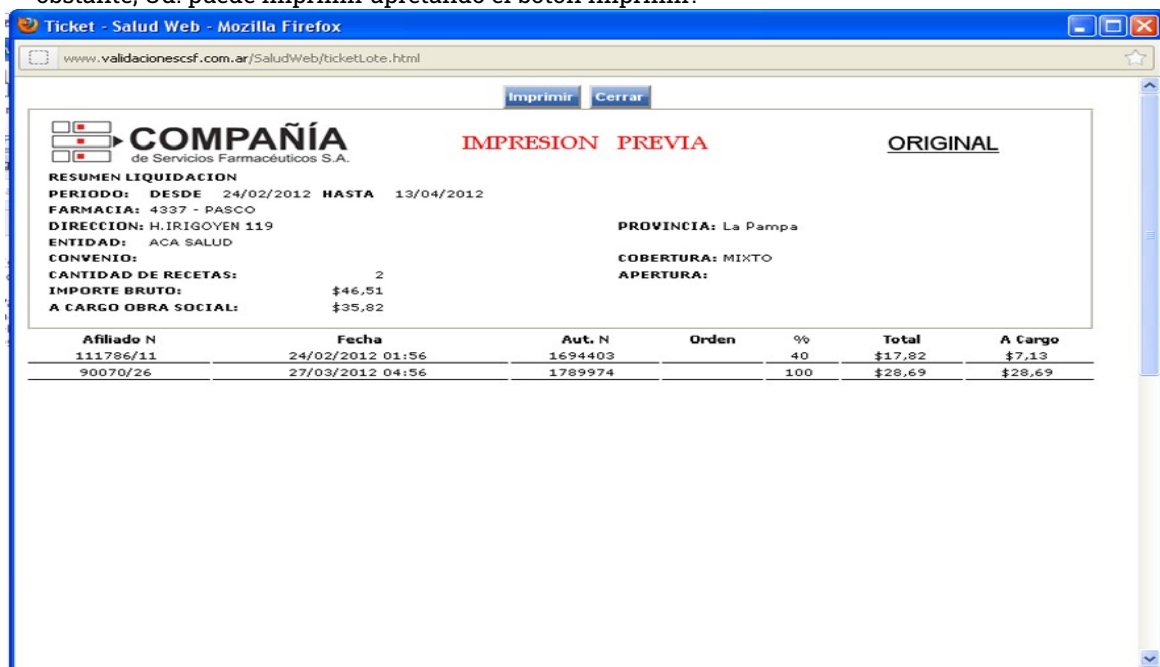 obstante, Ud. puede imprimir apretando el botón Imprimir.
Ticket - Salud Web - Mozilla Firefox
www.validacionescsf.com.ar/SaludWeb/ticketLote.html
Imprimir Cerrar
COMPAÑÍA
de Servicios Farmacéuticos S.A.
IMPRESION PREVIA
ORIGINAL
RESUMEN LIQUIDACION
PERIODO: DESDE 24/02/2012 HASTA 13/04/2012
FARMACIA: 4337 - PASCO
DIRECCION: H.IRIGOYEN 119 PROVINCIA: La Pampa
ENTIDAD: ACA SALUD
CONVENIO: COBERTURA: MIXTO
CANTIDAD DE RECETAS: 2 APERTURA:
IMPORTE BRUTO: $46,51
A CARGO OBRA SOCIAL: $35,82
Afiliado N Fecha Aut. N Orden % Total A Cargo
111786/11 24/02/2012 01:56 1694403 40 $17,82 $7,13
90070/26 27/03/2012 04:56 1789974 100 $28,69 $28,69